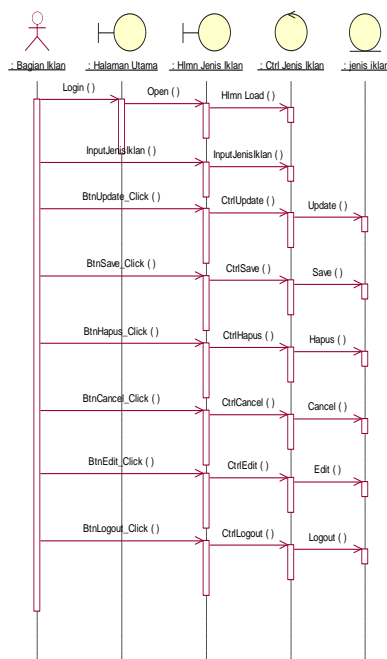 : Bagian Iklan
: Halaman Utama
: Hlmn Jenis Iklan
: Ctrl Jenis Iklan
: jenis iklan
Login ( )
Open ( )
Hlmn Load ( )
InputJenisIklan ( )
InputJenisIklan ( )
BtnUpdate_Click ( )
CtrlUpdate ( )
Update ( )
BtnSave_Click ( )
CtrlSave ( )
Save ( )
BtnHapus_Click ( )
CtrlHapus ( )
Hapus ( )
BtnCancel_Click ( )
CtrlCancel ( )
Cancel ( )
BtnEdit_Click ( )
CtrlEdit ( )
Edit ( )
BtnLogout_Click ( )
CtrlLogout ( )
Logout ( )